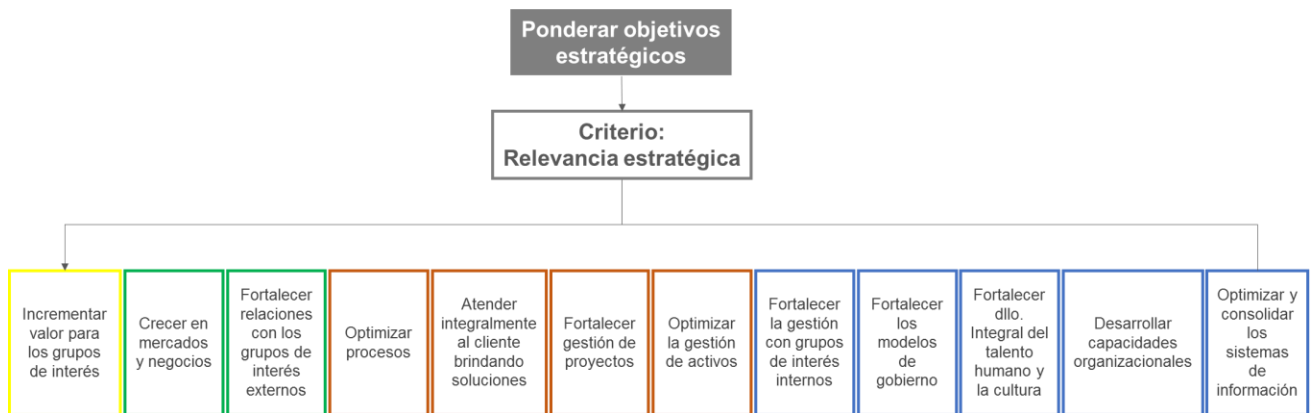 Ponderar objetivos
estratégicos
Criterio:
Relevancia estratégica
Incrementar
valor para
los grupos
de interés
Crecer en
mercados
y negocios
Fortalecer
relaciones
con los
grupos de
interés
externos
Optimizar
procesos
Atender
integralmente
al cliente
brindando
soluciones
Fortalecer
gestión de
proyectos
Optimizar
la gestión
de activos
Fortalecer
la gestión
con grupos
de interés
internos
Fortalecer
los
modelos
de
gobierno
Fortalecer
dllo.
Integral del
talento
humano y
la cultura
Desarrollar
capacidades
organizacionales
Optimizar y
consolidar
los
sistemas
de
información